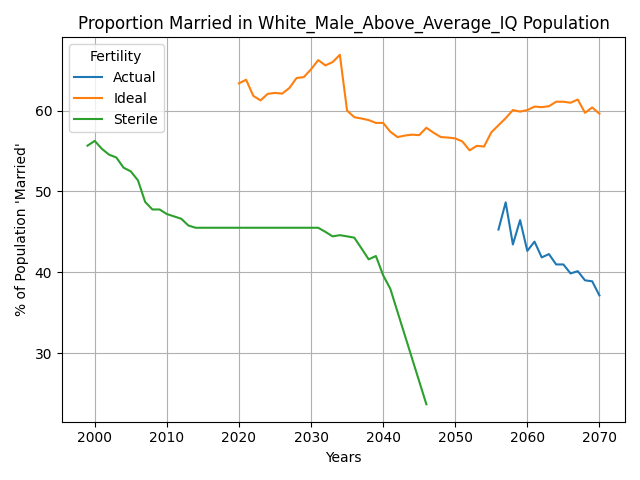 Proportion Married in White_Male_Above_Average_IQ Population
Fertility
Actual
Ideal
Sterile
% of Population 'Married'
60
50
40
30
2000 2010 2020 2030 2040 2050 2060 2070
Years